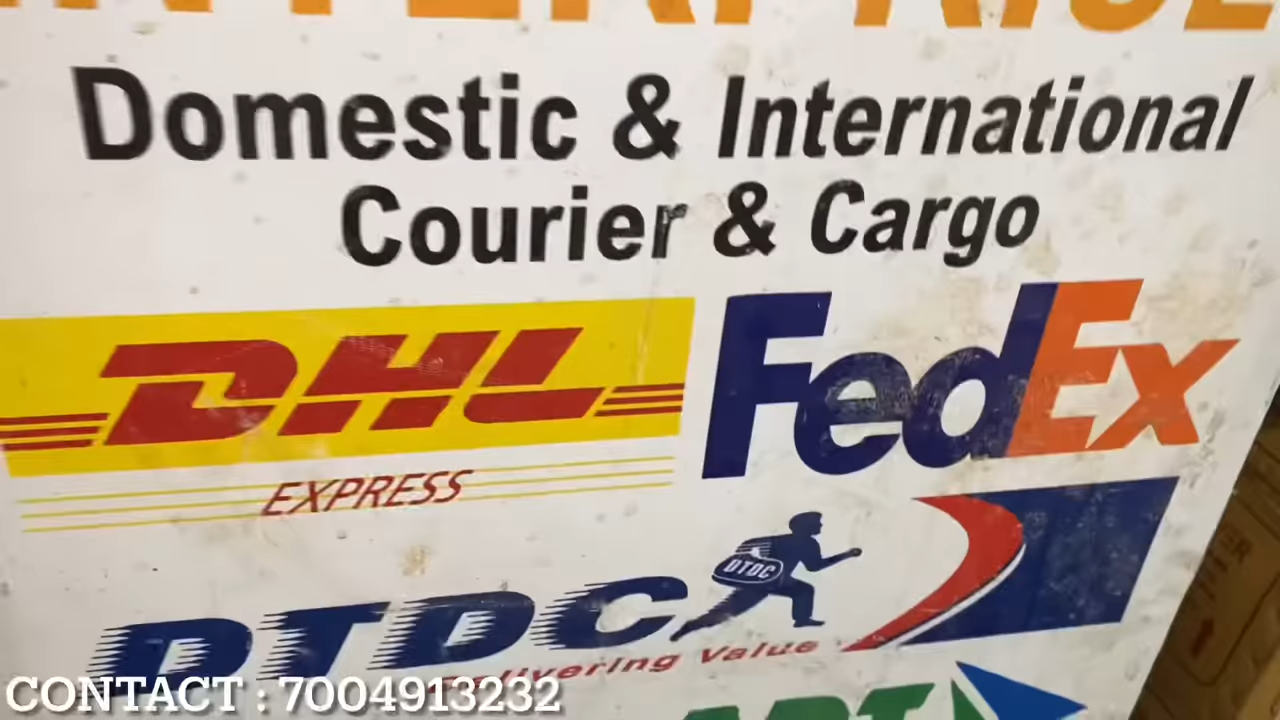 Domestic & International
Courier & Cargo
DHL
EXPRESS
FedEx
DTDC
DTDC
Delivering Value
CONTACT : 7004913232